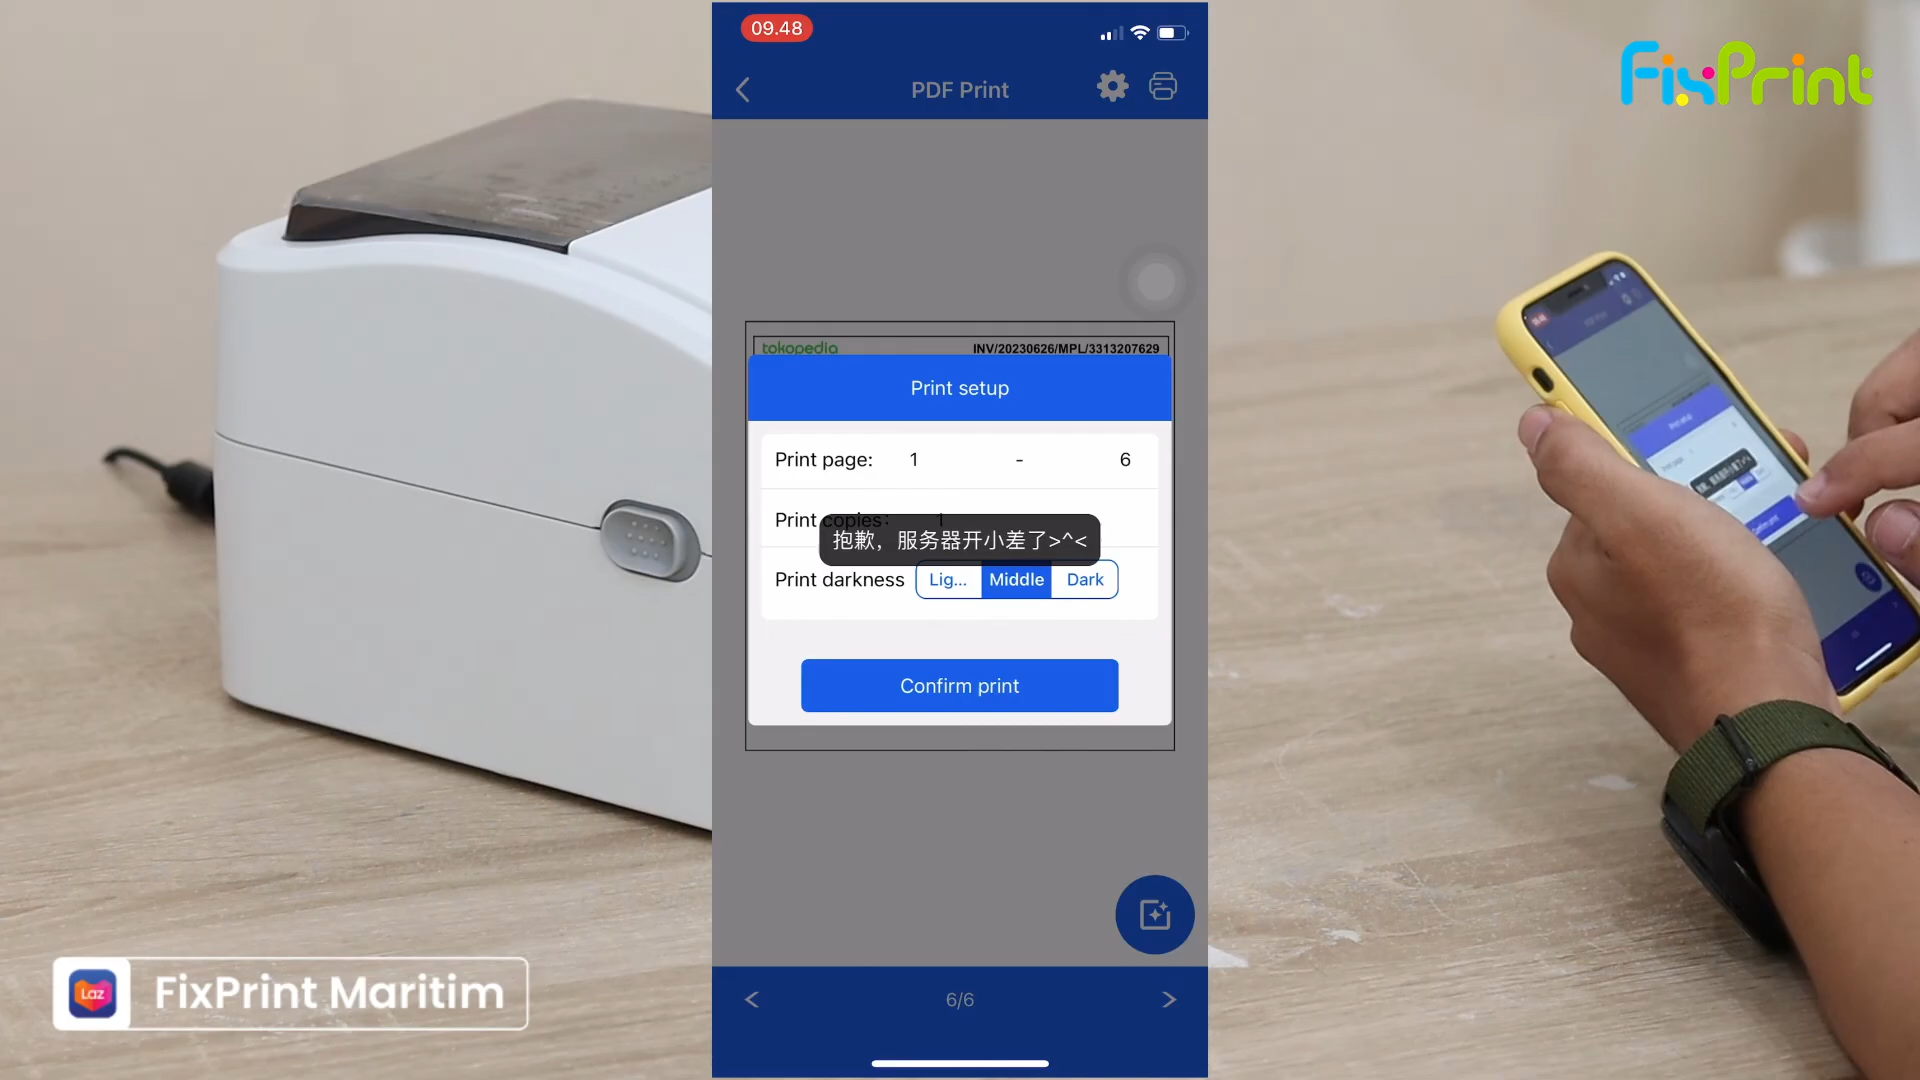 09.48
PDF Print
FixPrint
tokopedia
INV/20230626/MPL/3313207629
Print setup
Print page: 1 - 6
Print copies: 1
抱歉，服务器开小差了>^<
Print darkness Lig... Middle Dark
Confirm print
6/6
Laz
FixPrint Maritim